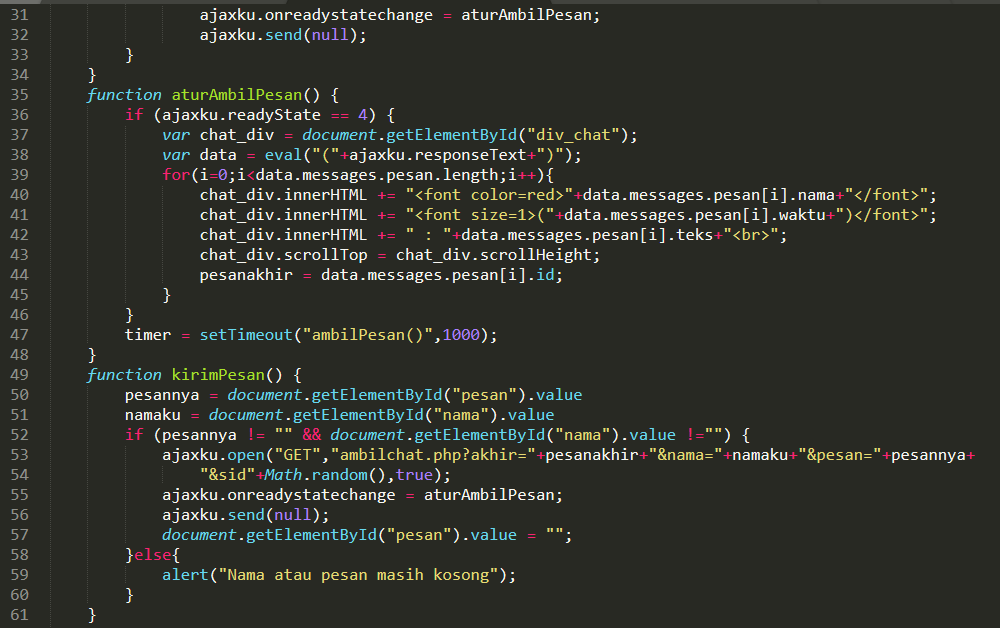 31 ajaxku.onreadystatechange = aturAmbilPesan;
32 ajaxku.send(null);
33 }
34 }
35 function aturAmbilPesan() {
36 if (ajaxku.readyState == 4) {
37 var chat_div = document.getElementById("div_chat");
38 var data = eval("("+ajaxku.responseText+")");
39 for(i=0;i<data.messages.pesan.length;i++){
40 chat_div.innerHTML += "<font color=red>"+data.messages.pesan[i].nama+"</font>";
41 chat_div.innerHTML += "<font size=1>("+data.messages.pesan[i].waktu+")</font>";
42 chat_div.innerHTML += " : "+data.messages.pesan[i].teks+"<br>";
43 chat_div.scrollTop = chat_div.scrollHeight;
44 pesanakhir = data.messages.pesan[i].id;
45 }
46 }
47 timer = setTimeout("ambilPesan()",1000);
48 }
49 function kirimPesan() {
50 pesannya = document.getElementById("pesan").value
51 namaku = document.getElementById("nama").value
52 if (pesannya != "" && document.getElementById("nama").value !="") {
53 ajaxku.open("GET","ambilchat.php?akhir="+pesanakhir+"&nama="+namaku+"&pesan="+pesannya+
54 "&sid"+Math.random(),true);
55 ajaxku.onreadystatechange = aturAmbilPesan;
56 ajaxku.send(null);
57 document.getElementById("pesan").value = "";
58 }else{
59 alert("Nama atau pesan masih kosong");
60 }
61 }